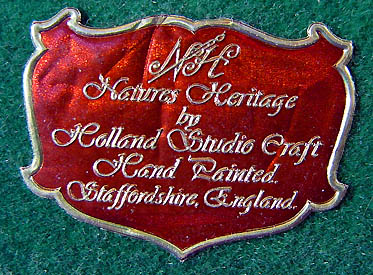 NH
Natures Heritage
by
Holland Studio Craft
Hand Painted.
Staffordshire, England.